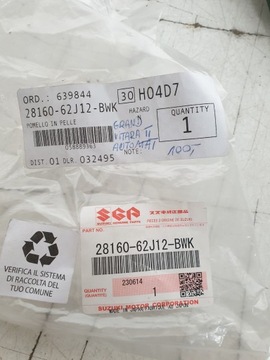 ORD.: 639844
30 H04D7
28160-62J12-BWK
HAZARD
POMELLO IN PELLE
QUANTITY
1
GRAND
VITARA II
AUTOMAT
100,-
DIST.01 DLR.032495
SGP
28160-62J12-BWK
230614
QUANTITY
1
SUZUKI MOTOR CORPORATION
VERIFICA IL SISTEMA
DI RACCOLTA DEL
TUO COMUNE